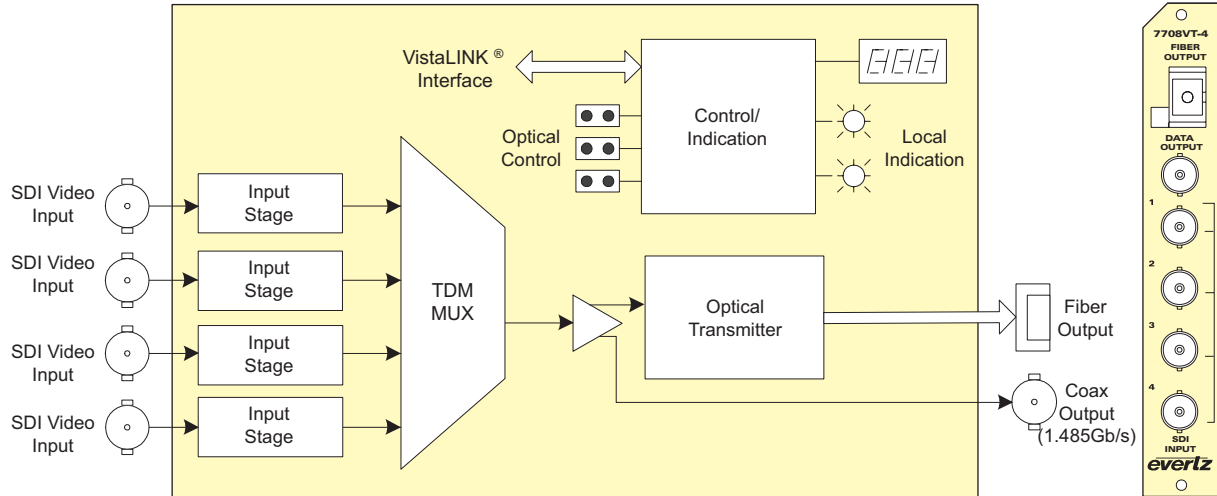 VistaLINK ®
Interface
Optical
Control
Control/
Indication
Local
Indication
SDI Video
Input
Input
Stage
SDI Video
Input
Input
Stage
SDI Video
Input
Input
Stage
SDI Video
Input
Input
Stage
TDM
MUX
Optical
Transmitter
Fiber
Output
Coax
Output
(1.485Gb/s)
7708VT-4
FIBER
OUTPUT
DATA
OUTPUT
1
2
3
4
SDI
INPUT
evertz